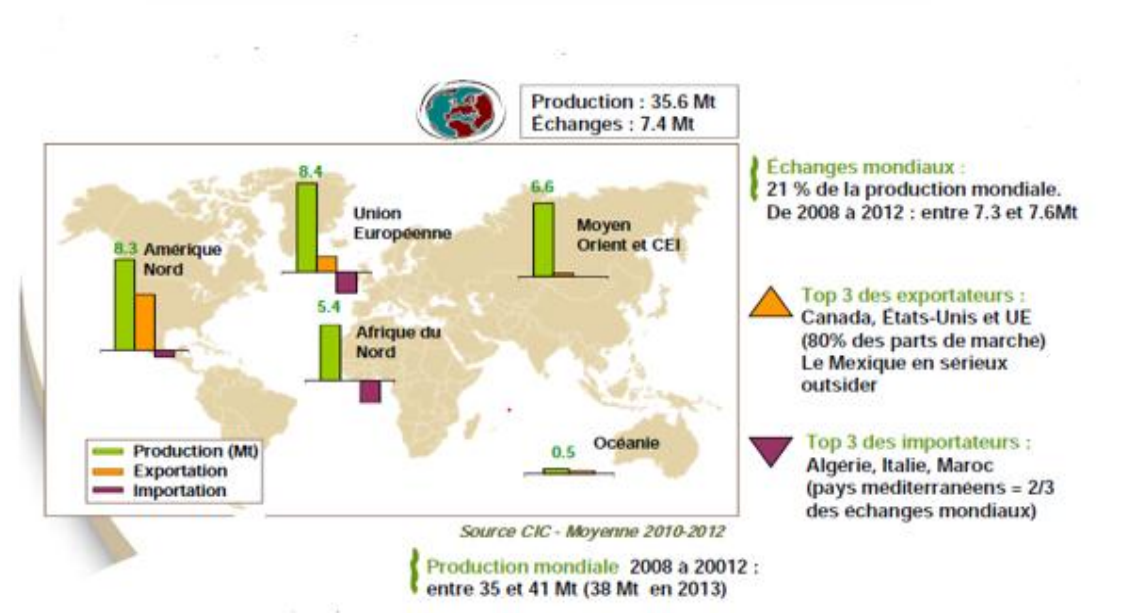 Production : 35.6 Mt
Échanges : 7.4 Mt
8.4
Union
Européenne
6.6
Moyen
Orient et CEI
8.3
Amérique
Nord
5.4
Afrique du
Nord
0.5
Océanie
Production (Mt)
Exportation
Importation
Source CIC - Moyenne 2010-2012
Échanges mondiaux :
21 % de la production mondiale.
De 2008 à 2012 : entre 7.3 et 7.6Mt
Top 3 des exportateurs :
Canada, États-Unis et UE
(80% des parts de marché)
Le Mexique en sérieux
outsider
Top 3 des importateurs :
Algérie, Italie, Maroc
(pays méditerranéens = 2/3
des échanges mondiaux)
Production mondiale 2008 à 20012 :
entre 35 et 41 Mt (38 Mt en 2013)